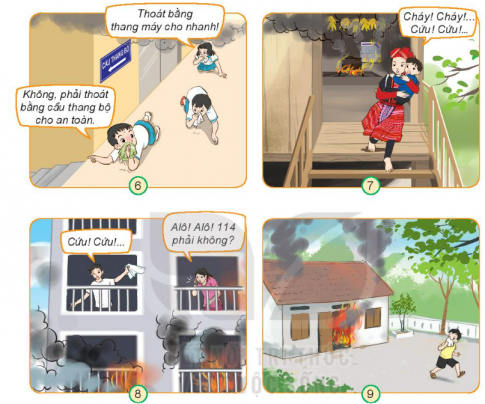 Thoát bằng
thang máy cho nhanh!
CẦU THANG BỘ
Không, phải thoát
bằng cầu thang bộ
cho an toàn.
6
Cháy! Cháy!...
Cứu! Cứu!...
7
Cứu! Cứu!...
Alô! Alô! 114
phải không?
8
9